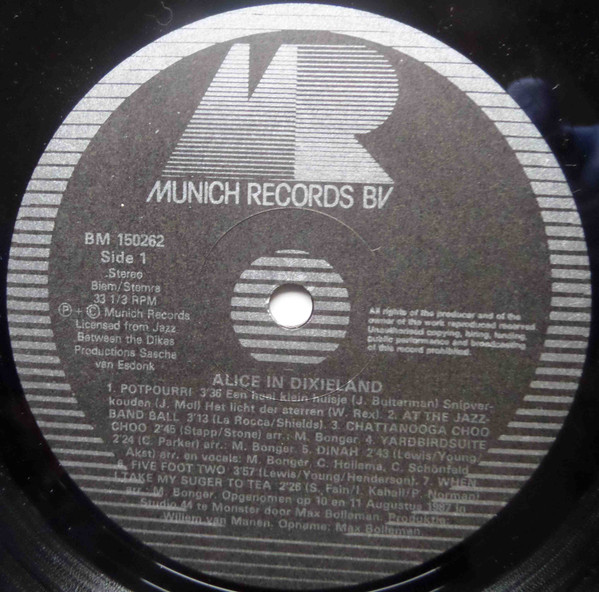 MR
MUNICH RECORDS BV
BM 150262
Side 1
Stereo
Biem/Stemra
33 1/3 RPM
Ⓟ + © Munich Records
Licensed from Jazz
Between the Dikes
Productions Sascha
van Esdonk
All rights of the producer and of the
owner of the work reproduced reserved.
Unauthorized copying, hiring, lending,
public performance and broadcasting
of this record prohibited.
ALICE IN DIXIELAND
1. POTPOURRI 3'36 Een heel klein huisje (J. Bulterman) Snipver-
kouden (J. Mol) Het licht der sterren (W. Rex). 2. AT THE JAZZ-
BAND BALL 3'13 (La Rocca/Shields). 3. CHATTANOOGA CHOO
CHOO 2'45 (Stapp/Stone) arr.: M. Bonger. 4. YARDBIRDSUITE
2'24 (C. Parker) arr.: M. Bonger. 5. DINAH 2'43 (Lewis/Young/
Akst) arr. en vocals: M. Bonger, C. Hollema, C. Schönfeld
6. FIVE FOOT TWO 3'57 (Lewis/Young/Henderson). 7. WHEN
I TAKE MY SUGER TO TEA 2'28 (S. Fain/I. Kahall/P. Norman)
arr.: M. Bonger. Opgenomen op 10 en 11 Augustus 1987 in
Studio 44 te Monster door Max Bolleman. Produktie:
Willem van Manen. Opname: Max Bolleman.